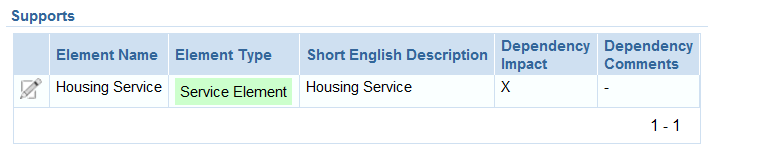 Supports
Element Name Element Type Short English Description Dependency Impact Dependency Comments
Housing Service Service Element Housing Service X -
1 - 1